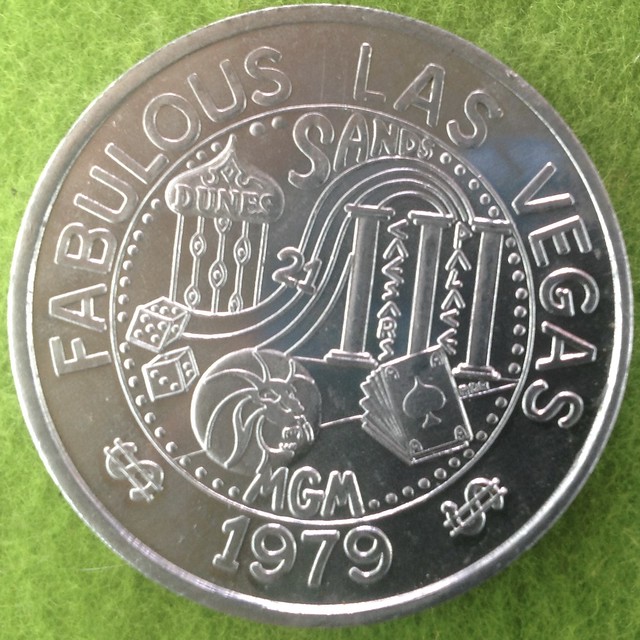 FABULOUS LAS VEGAS
SANDS
DUNES
21
CAESARS
PALACE
MGM
1979